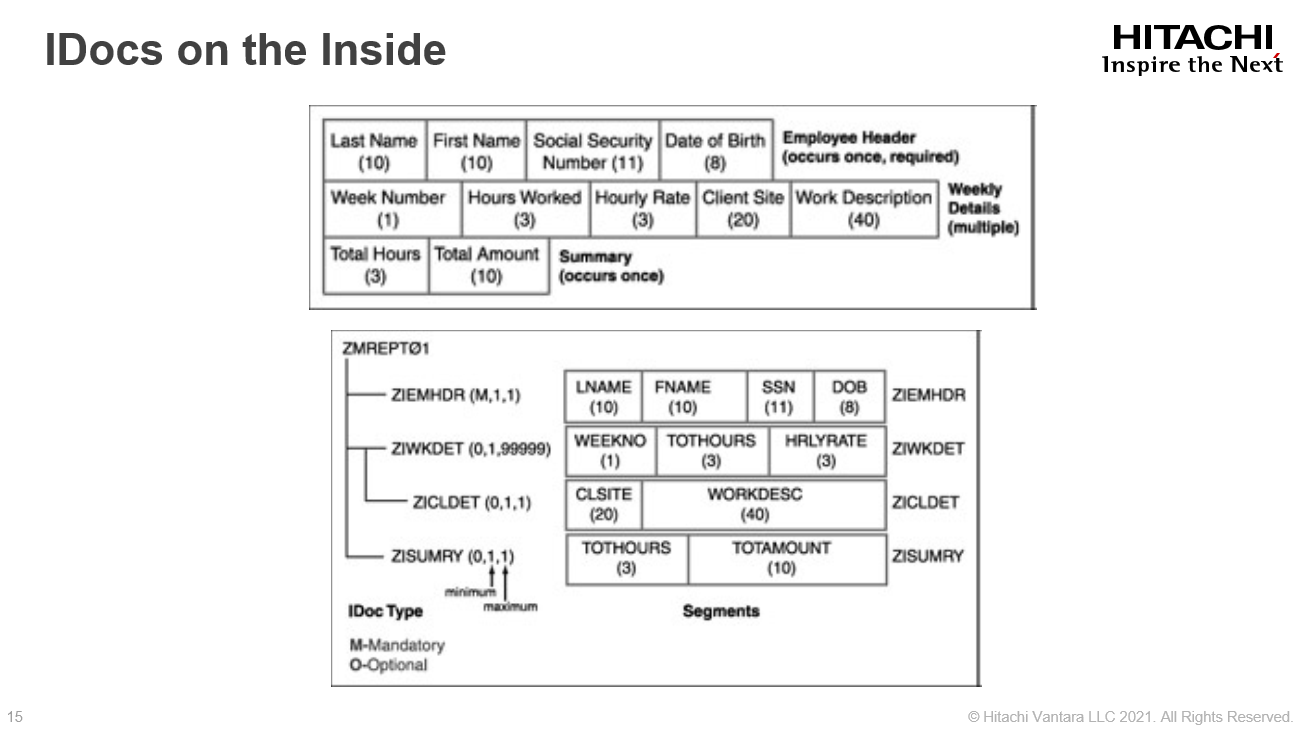 IDocs on the Inside
HITACHI
Inspire the Next
Last Name
(10)
First Name
(10)
Social Security
Number (11)
Date of Birth
(8)
Employee Header
(occurs once, required)
Week Number
(1)
Hours Worked
(3)
Hourly Rate
(3)
Client Site
(20)
Work Description
(40)
Weekly
Details
(multiple)
Total Hours
(3)
Total Amount
(10)
Summary
(occurs once)
ZMREPTØ1
ZIEMHDR (M,1,1)
LNAME
(10)
FNAME
(10)
SSN
(11)
DOB
(8)
ZIEMHDR
ZIWKDET (0,1,99999)
WEEKNO
(1)
TOTHOURS
(3)
HRLYRATE
(3)
ZIWKDET
ZICLDET (0,1,1)
CLSITE
(20)
WORKDESC
(40)
ZICLDET
ZISUMRY (0,1,1)
TOTHOURS
(3)
TOTAMOUNT
(10)
ZISUMRY
minimum
maximum
IDoc Type
Segments
M-Mandatory
O-Optional
15
© Hitachi Vantara LLC 2021. All Rights Reserved.